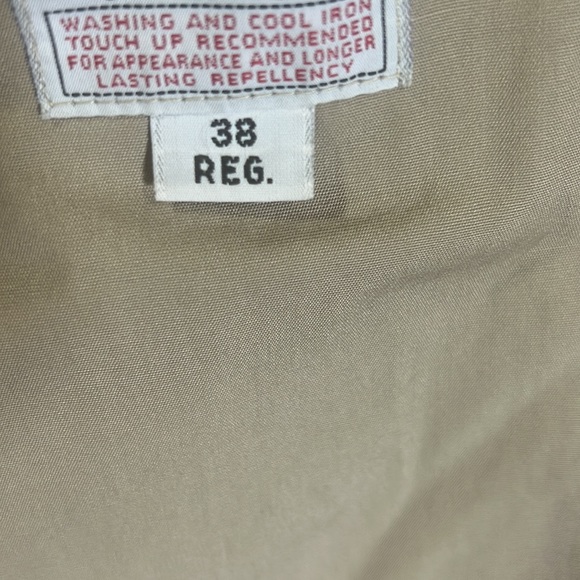 WASHING AND COOL IRON
TOUCH UP RECOMMENDED
FOR APPEARANCE AND LONGER
LASTING REPELLENCY
38
REG.